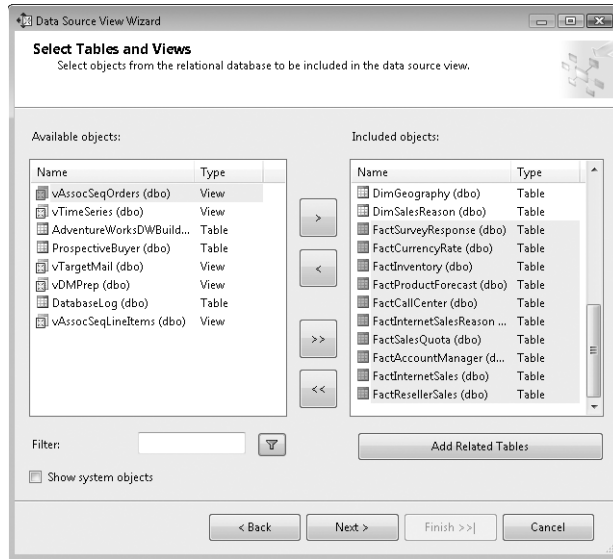 Data Source View Wizard
Select Tables and Views
Select objects from the relational database to be included in the data source view.
Available objects:
Name Type
vAssocSeqOrders (dbo) View
vTimeSeries (dbo) View
AdventureWorksDWBuild... Table
ProspectiveBuyer (dbo) Table
vTargetMail (dbo) View
vDMPrep (dbo) View
DatabaseLog (dbo) Table
vAssocSeqLineItems (dbo) View
>
<
>>
<<
Included objects:
Name Type
DimGeography (dbo) Table
DimSalesReason (dbo) Table
FactSurveyResponse (dbo) Table
FactCurrencyRate (dbo) Table
FactInventory (dbo) Table
FactProductForecast (dbo) Table
FactCallCenter (dbo) Table
FactInternetSalesReason ... Table
FactSalesQuota (dbo) Table
FactAccountManager (d... Table
FactInternetSales (dbo) Table
FactResellerSales (dbo) Table
Filter:
Add Related Tables
Show system objects
< Back Next > Finish >>| Cancel